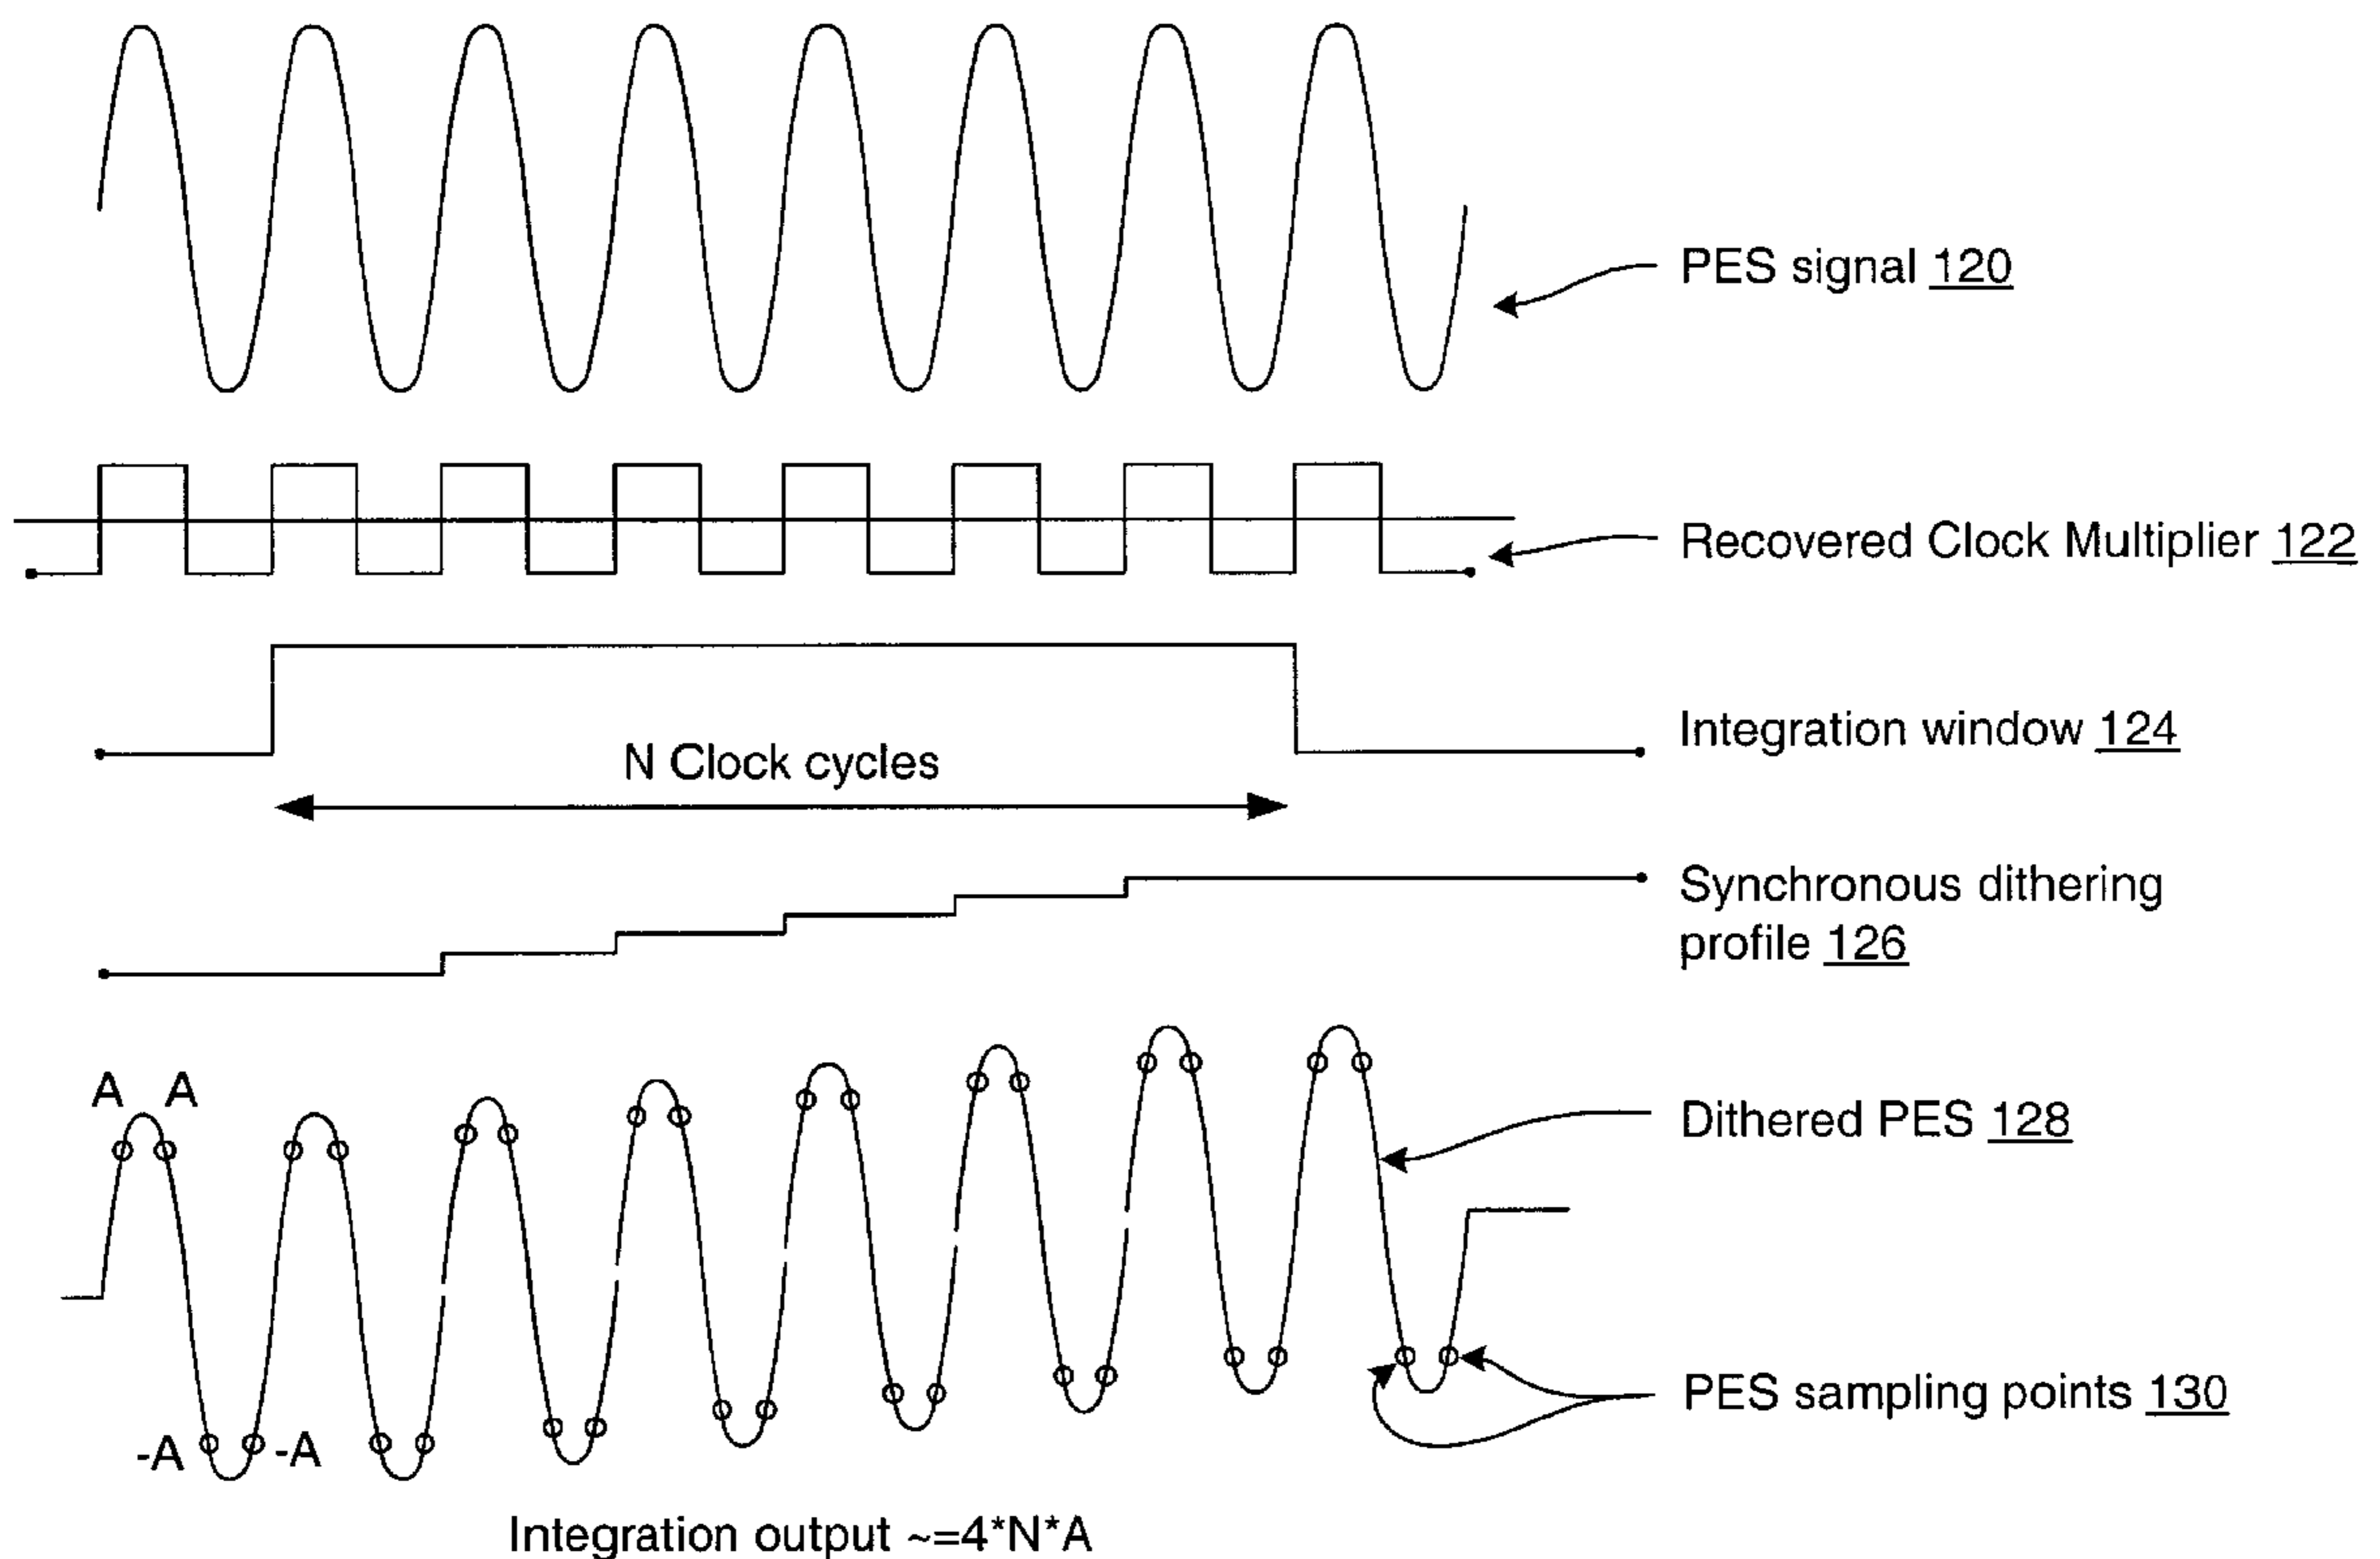 PES signal 120
Recovered Clock Multiplier 122
Integration window 124
N Clock cycles
Synchronous dithering
profile 126
A A
Dithered PES 128
-A -A
PES sampling points 130
Integration output ~=4*N*A